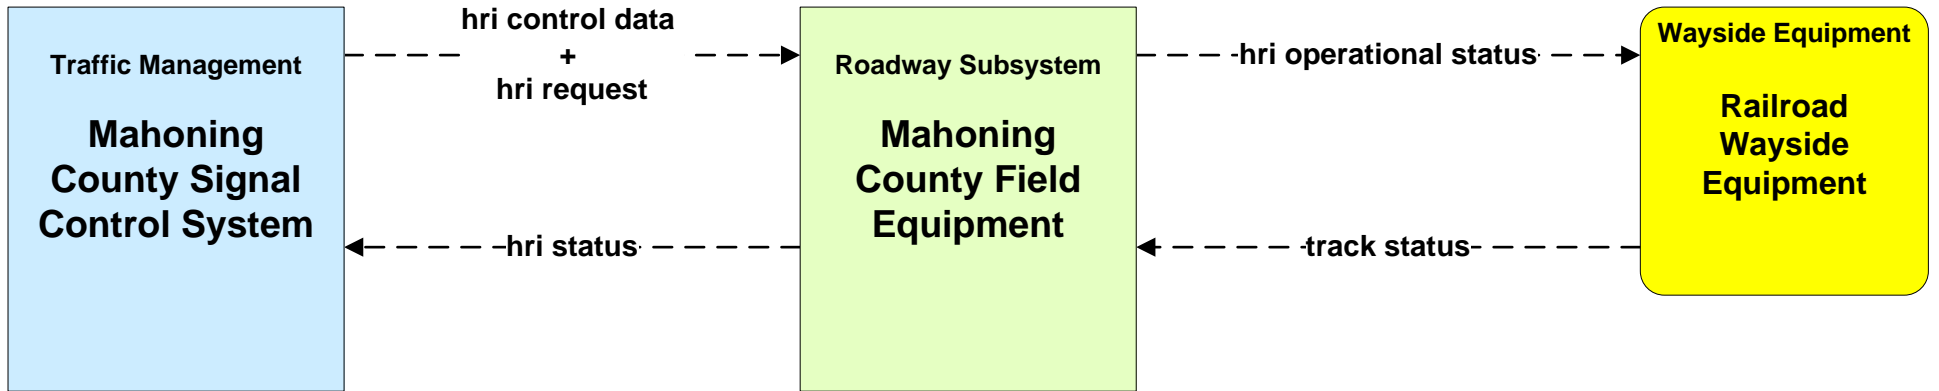 Traffic Management
Mahoning
County Signal
Control System
hri control data
+
hri request
hri status
Roadway Subsystem
Mahoning
County Field
Equipment
hri operational status
track status
Wayside Equipment
Railroad
Wayside
Equipment